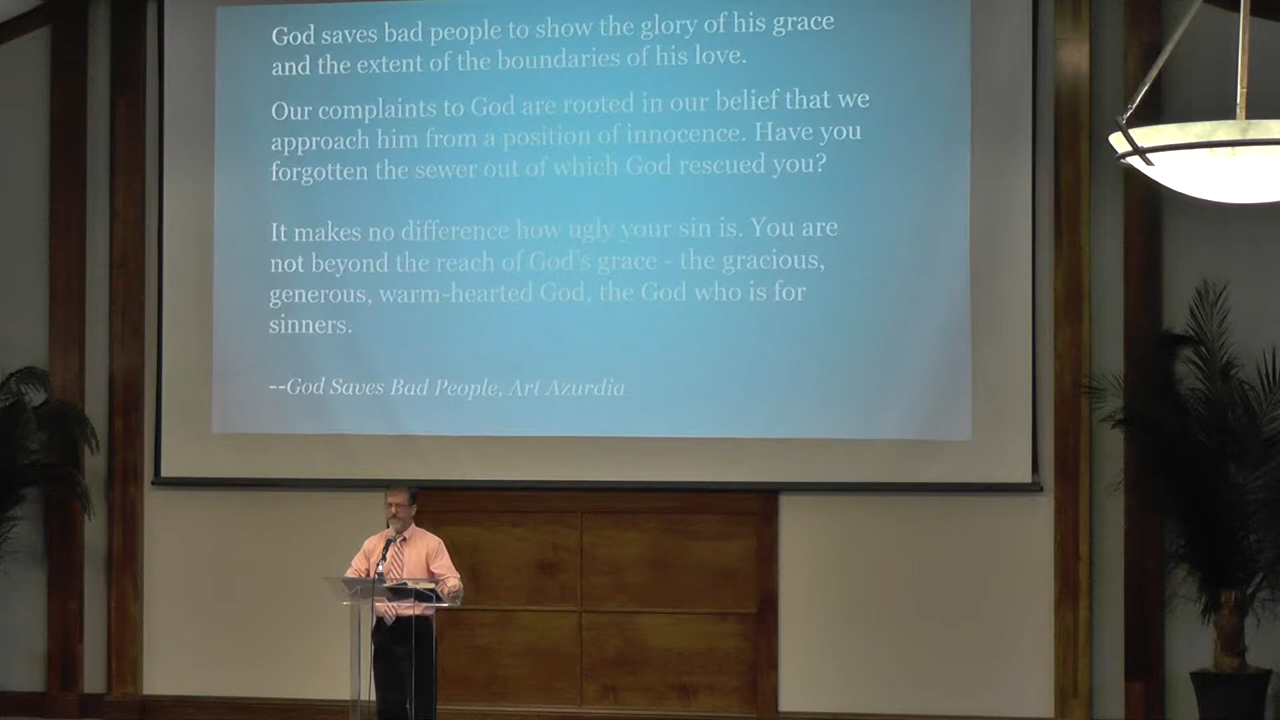 God saves bad people to show the glory of his grace
and the extent of the boundaries of his love.
Our complaints to God are rooted in our belief that we
approach him from a position of innocence. Have you
forgotten the sewer out of which God rescued you?
It makes no difference how ugly your sin is. You are
not beyond the reach of God's grace - the gracious,
generous, warm-hearted God, the God who is for
sinners.
--God Saves Bad People, Art Azurdia